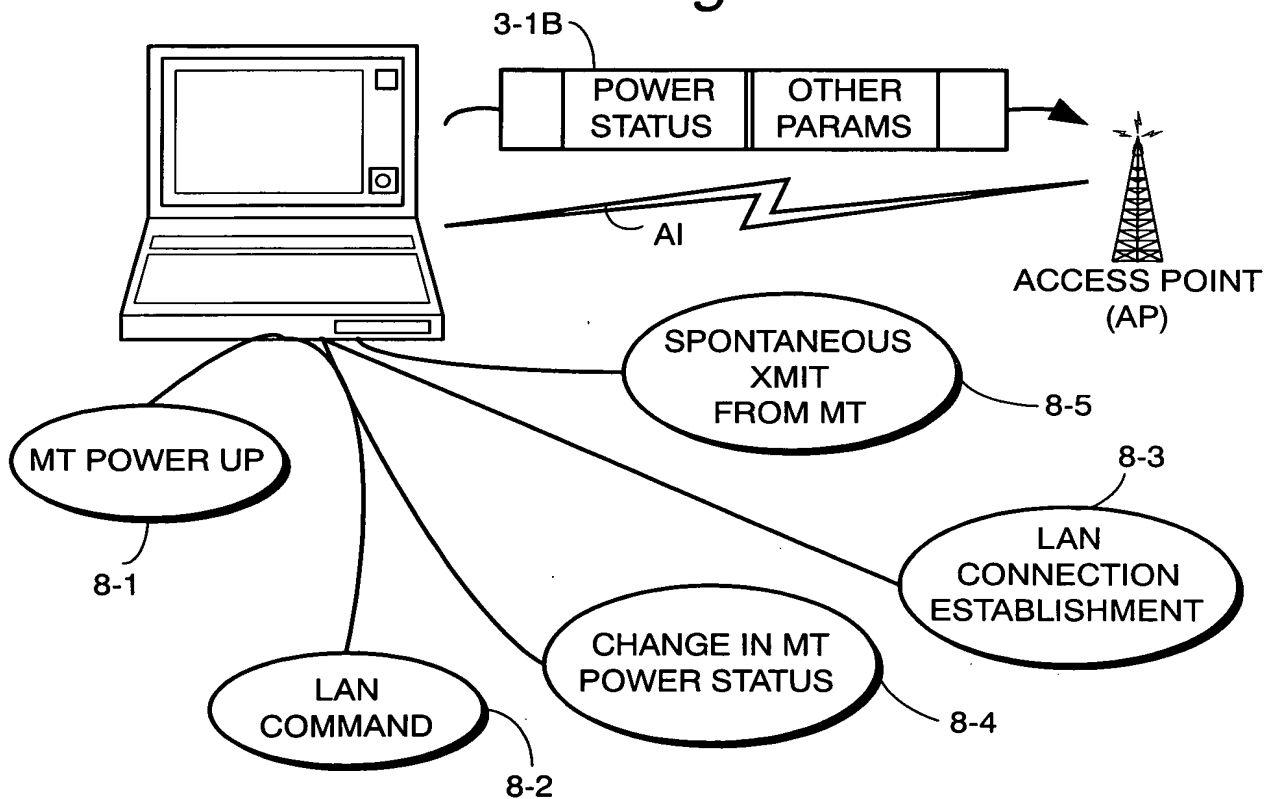 3-1B
POWER
STATUS
OTHER
PARAMS
AI
ACCESS POINT
(AP)
SPONTANEOUS
XMIT
FROM MT
8-5
MT POWER UP
8-1
8-3
LAN
CONNECTION
ESTABLISHMENT
CHANGE IN MT
POWER STATUS
8-4
LAN
COMMAND
8-2